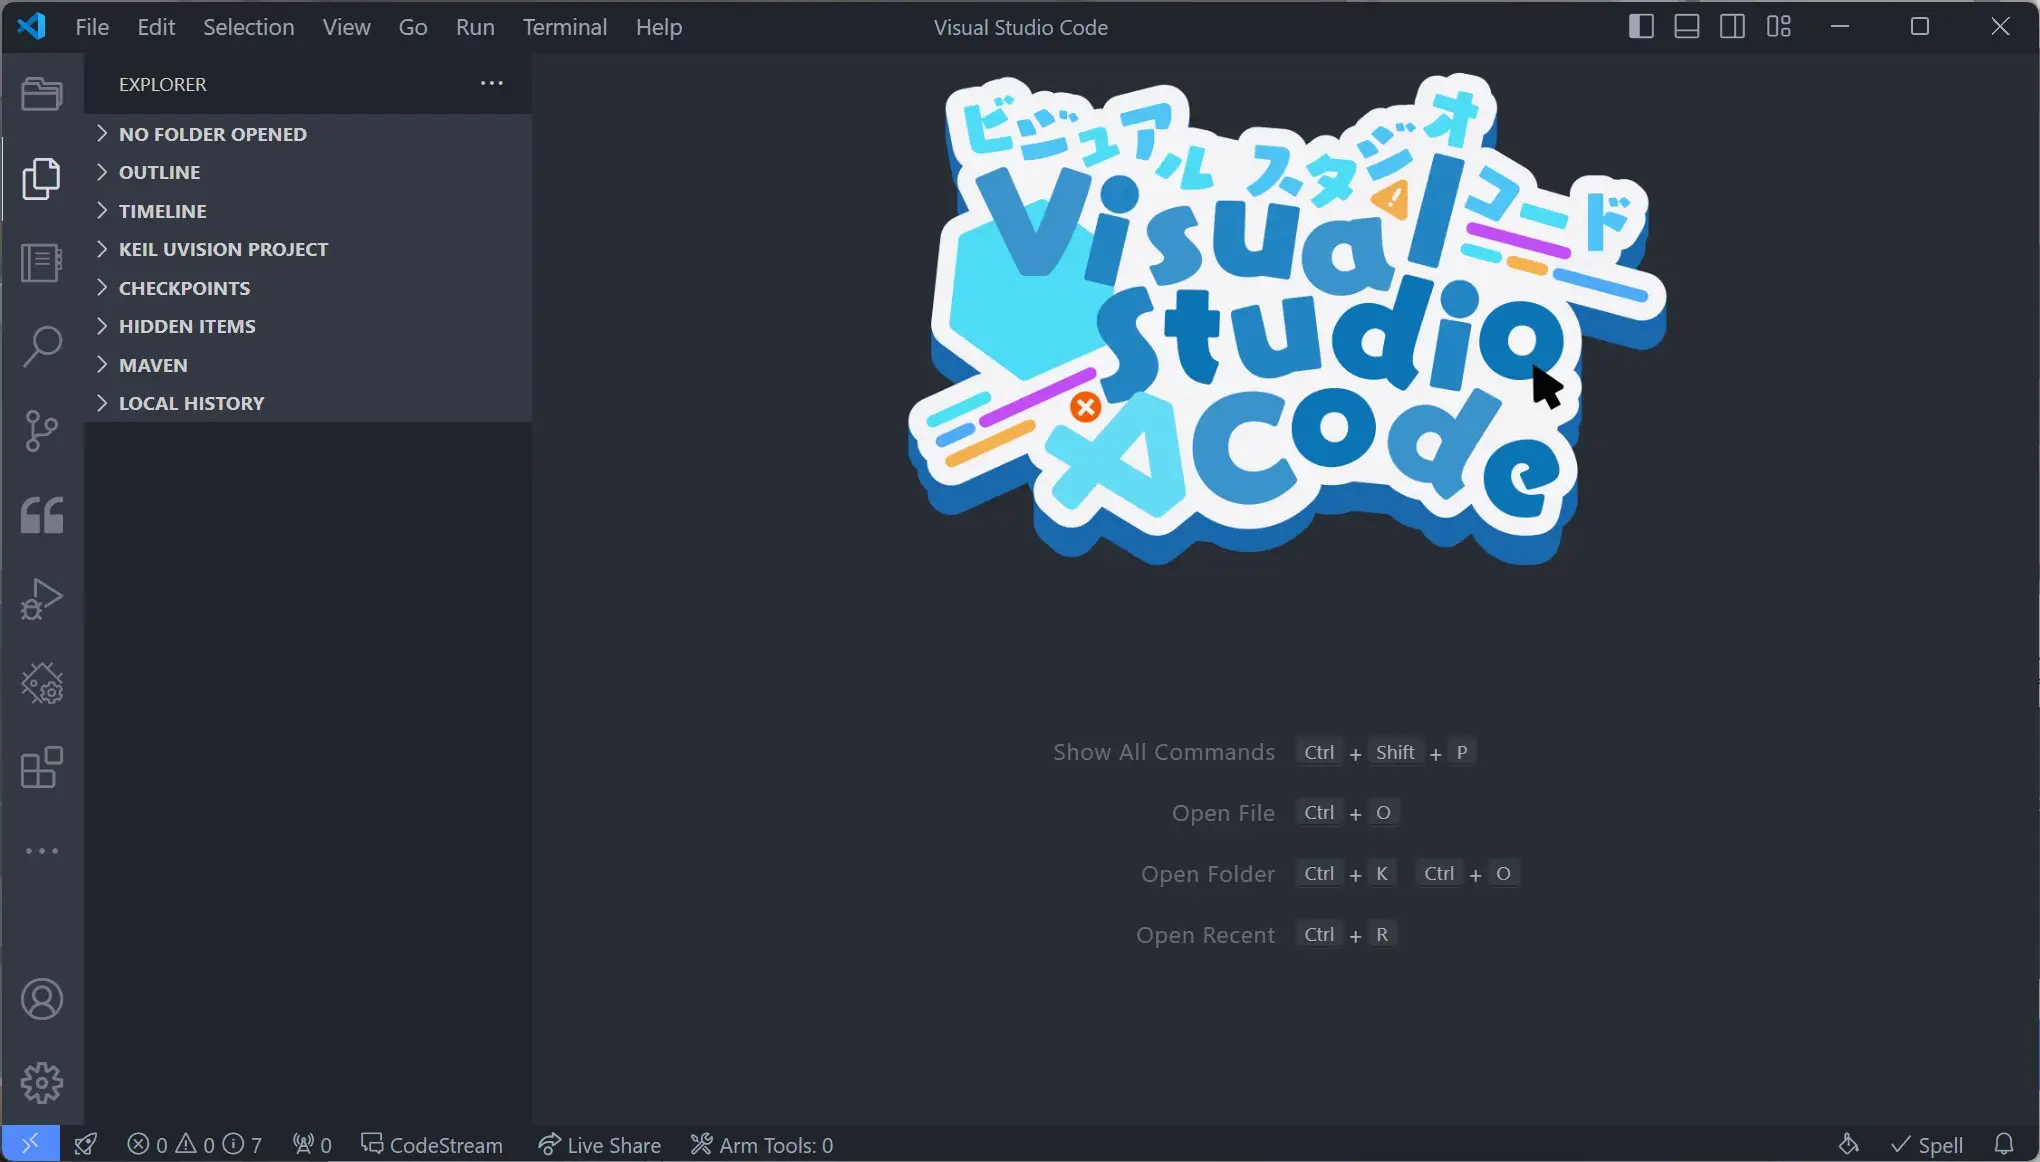 File Edit Selection View Go Run Terminal Help
Visual Studio Code
EXPLORER
NO FOLDER OPENED
OUTLINE
TIMELINE
KEIL UVISION PROJECT
CHECKPOINTS
HIDDEN ITEMS
MAVEN
LOCAL HISTORY
ビジュアル スタジオ コード
Visual
Studio
Code
Show All Commands Ctrl + Shift + P
Open File Ctrl + O
Open Folder Ctrl + K Ctrl + O
Open Recent Ctrl + R
0 0 7 0 CodeStream Live Share Arm Tools: 0 Spell